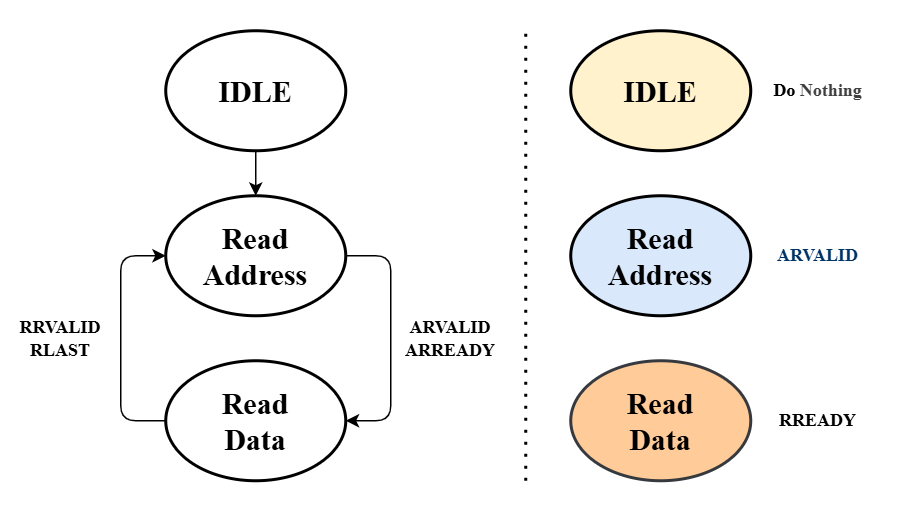 IDLE
Read
Address
RRVALID
RLAST
ARVALID
ARREADY
Read
Data
IDLE
Do Nothing
Read
Address
ARVALID
Read
Data
RREADY